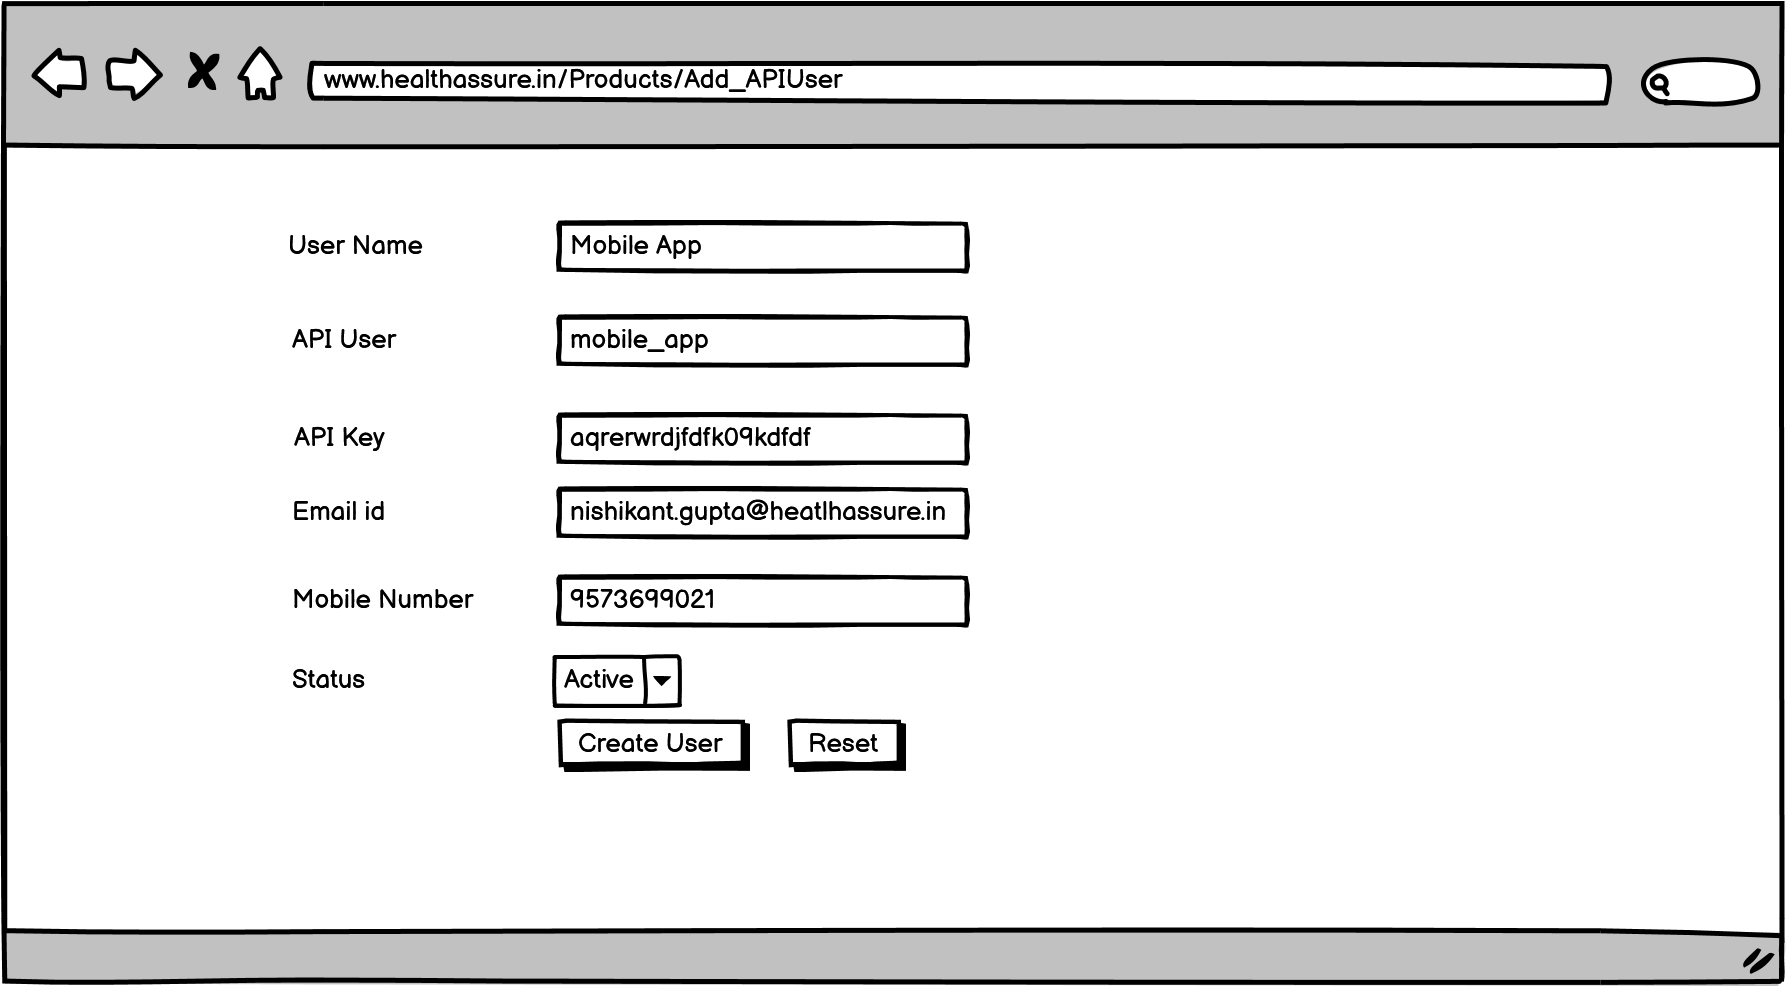 www.healthassure.in/Products/Add_APIUser
User Name Mobile App
API User mobile_app
API Key aqrerwrdjfdfk09kdfdf
Email id nishikant.gupta@heatlhassure.in
Mobile Number 9573699021
Status Active
Create User Reset